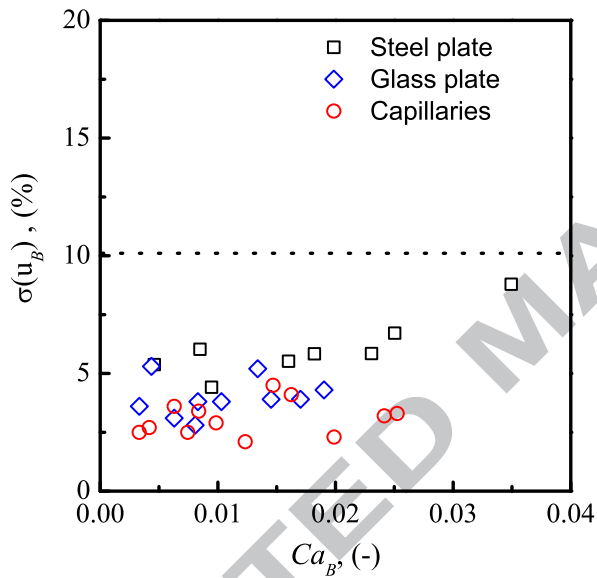 20
15
10
5
0
σ(u_B) , (%)
Steel plate
Glass plate
Capillaries
TED MA
0.00 0.01 0.02 0.03 0.04
Ca_B, (-)